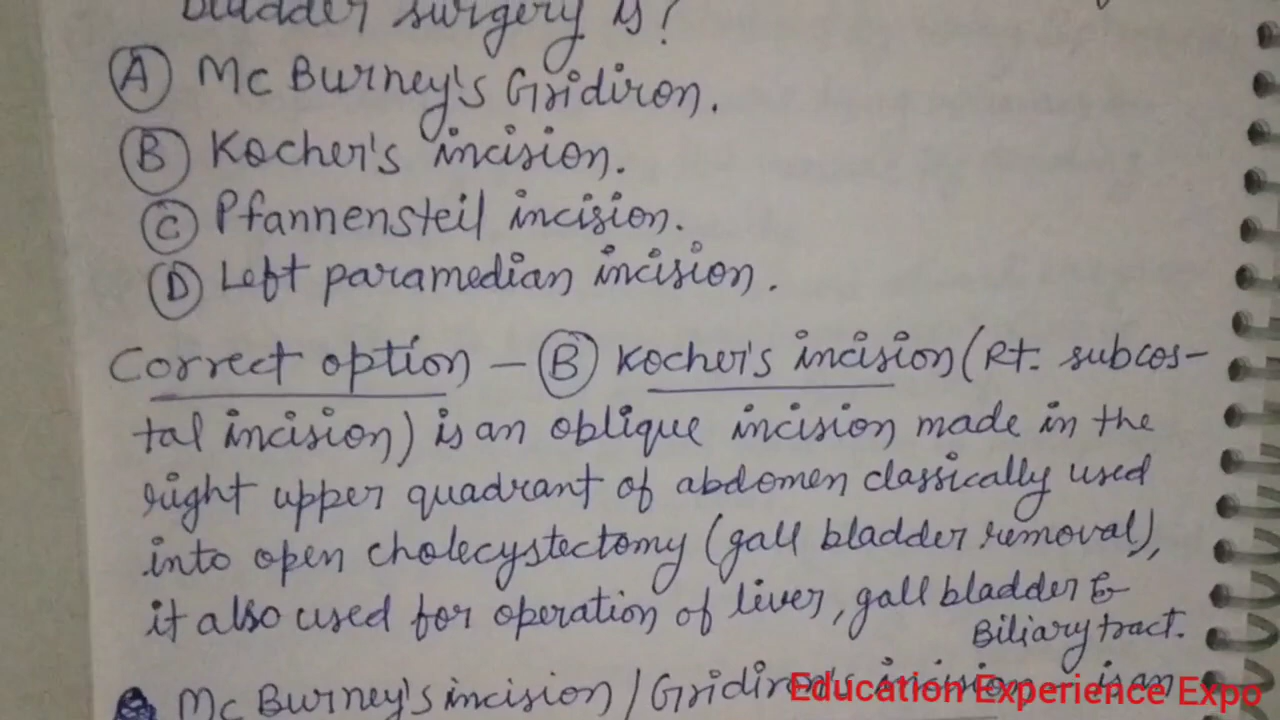 bladder surgery is?
(A) Mc Burney's Gridiron.
(B) Kocher's incision.
(C) Pfannensteil incision.
(D) Left paramedian incision.
Correct option - (B) Kocher's incision (Rt. subcos-
tal incision) is an oblique incision made in the
right upper quadrant of abdomen classically used
into open cholecystectomy (gall bladder removal),
it also used for operation of liver, gall bladder &
Biliary tract.
Mc Burney's incision / Gridiron's incision - is an
Education Experience Expo